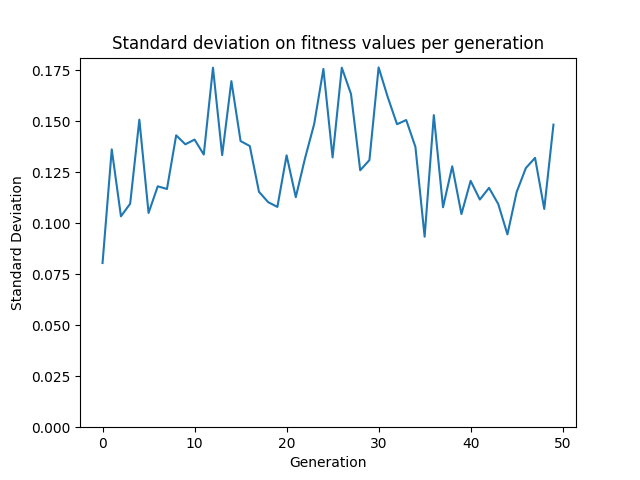 Standard deviation on fitness values per generation
Standard Deviation
0.175
0.150
0.125
0.100
0.075
0.050
0.025
0.000
0 10 20 30 40 50
Generation